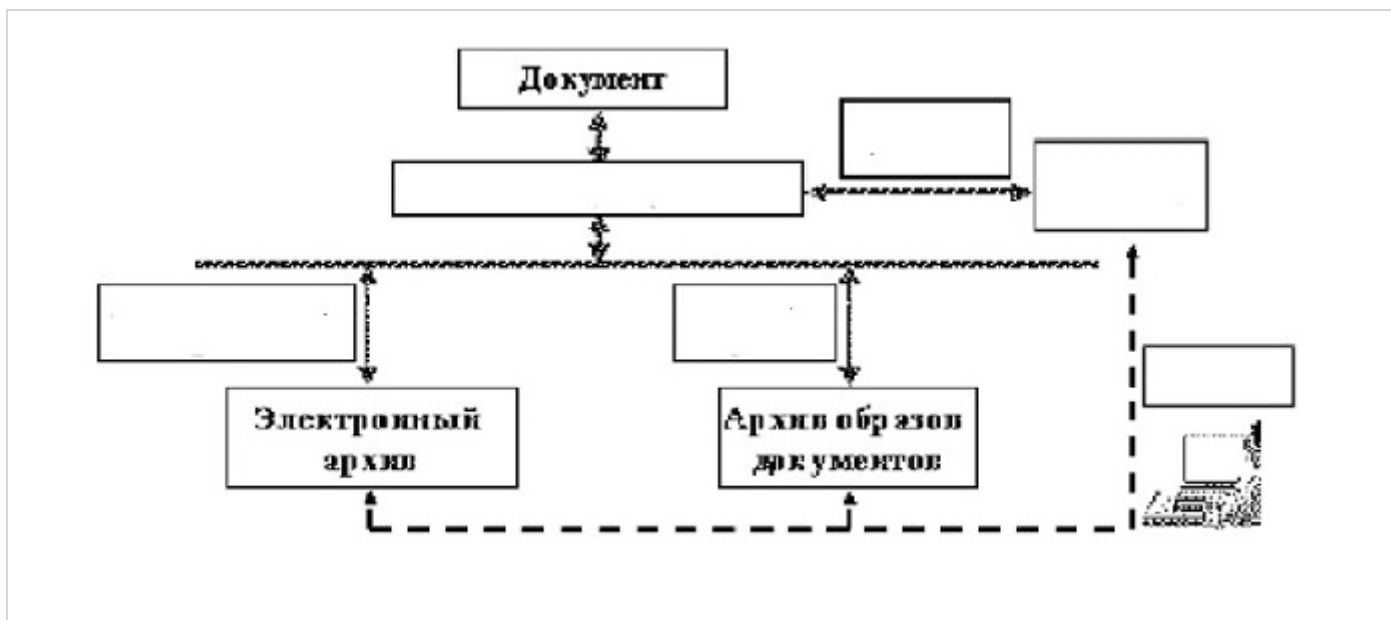 Документ
Электронный
архив
Архив образов
документов